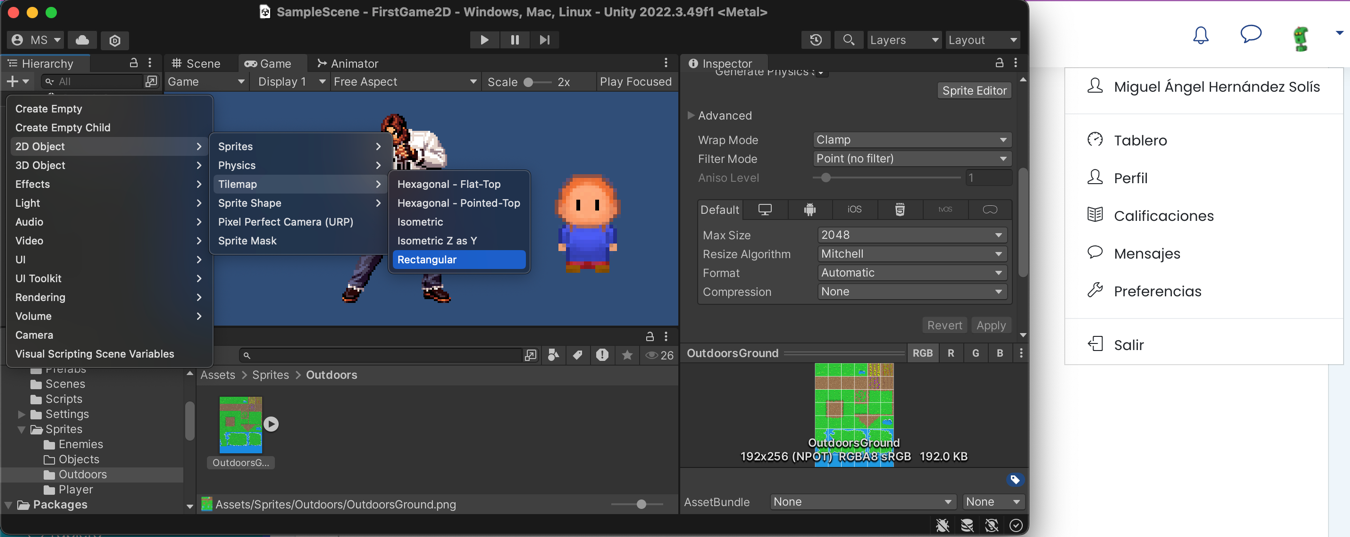 SampleScene - FirstGame2D - Windows, Mac, Linux - Unity 2022.3.49f1 <Metal>
MS
Layers
Layout
Hierarchy
Scene
Game
Animator
Inspector
All
Game
Display 1
Free Aspect
Scale
2x
Play Focused
Generate Physics S
Sprite Editor
Create Empty
Create Empty Child
2D Object
3D Object
Effects
Light
Audio
Video
UI
UI Toolkit
Rendering
Volume
Camera
Visual Scripting Scene Variables
Sprites
Physics
Tilemap
Sprite Shape
Pixel Perfect Camera (URP)
Sprite Mask
Hexagonal - Flat-Top
Hexagonal - Pointed-Top
Isometric
Isometric Z as Y
Rectangular
Advanced
Wrap Mode
Clamp
Filter Mode
Point (no filter)
Aniso Level
1
Default
iOS
tvOS
Max Size
2048
Resize Algorithm
Mitchell
Format
Automatic
Compression
None
Revert
Apply
26
Prefabs
Scenes
Scripts
Settings
Sprites
Enemies
Objects
Outdoors
Player
Packages
Assets > Sprites > Outdoors
OutdoorsG...
Assets/Sprites/Outdoors/OutdoorsGround.png
OutdoorsGround
RGB
R
G
B
OutdoorsGround
192x256 (NPOT) RGBA8 sRGB 192.0 KB
AssetBundle
None
None
Miguel Ángel Hernández Solís
Tablero
Perfil
Calificaciones
Mensajes
Preferencias
Salir